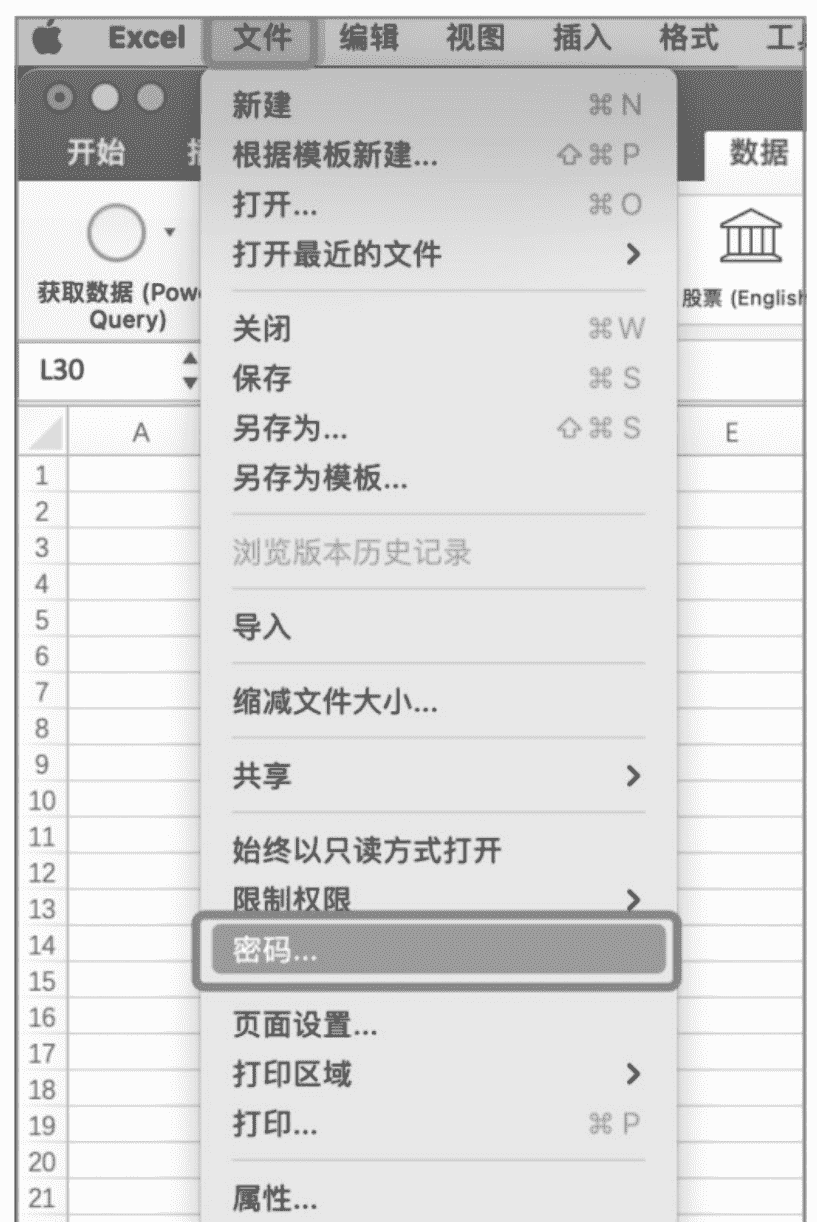 Excel 文件 编辑 视图 插入 格式
开始
数据
获取数据 (Pow
Query)
股票 (English
L30
A
E
1
2
3
4
5
6
7
8
9
10
11
12
13
14
15
16
17
18
19
20
21
新建 ⌘ N
根据模板新建... ⇧⌘ P
打开... ⌘ O
打开最近的文件
关闭 ⌘ W
保存 ⌘ S
另存为... ⇧⌘ S
另存为模板...
浏览版本历史记录
导入
缩减文件大小...
共享
始终以只读方式打开
限制权限
密码...
页面设置...
打印区域
打印... ⌘ P
属性...